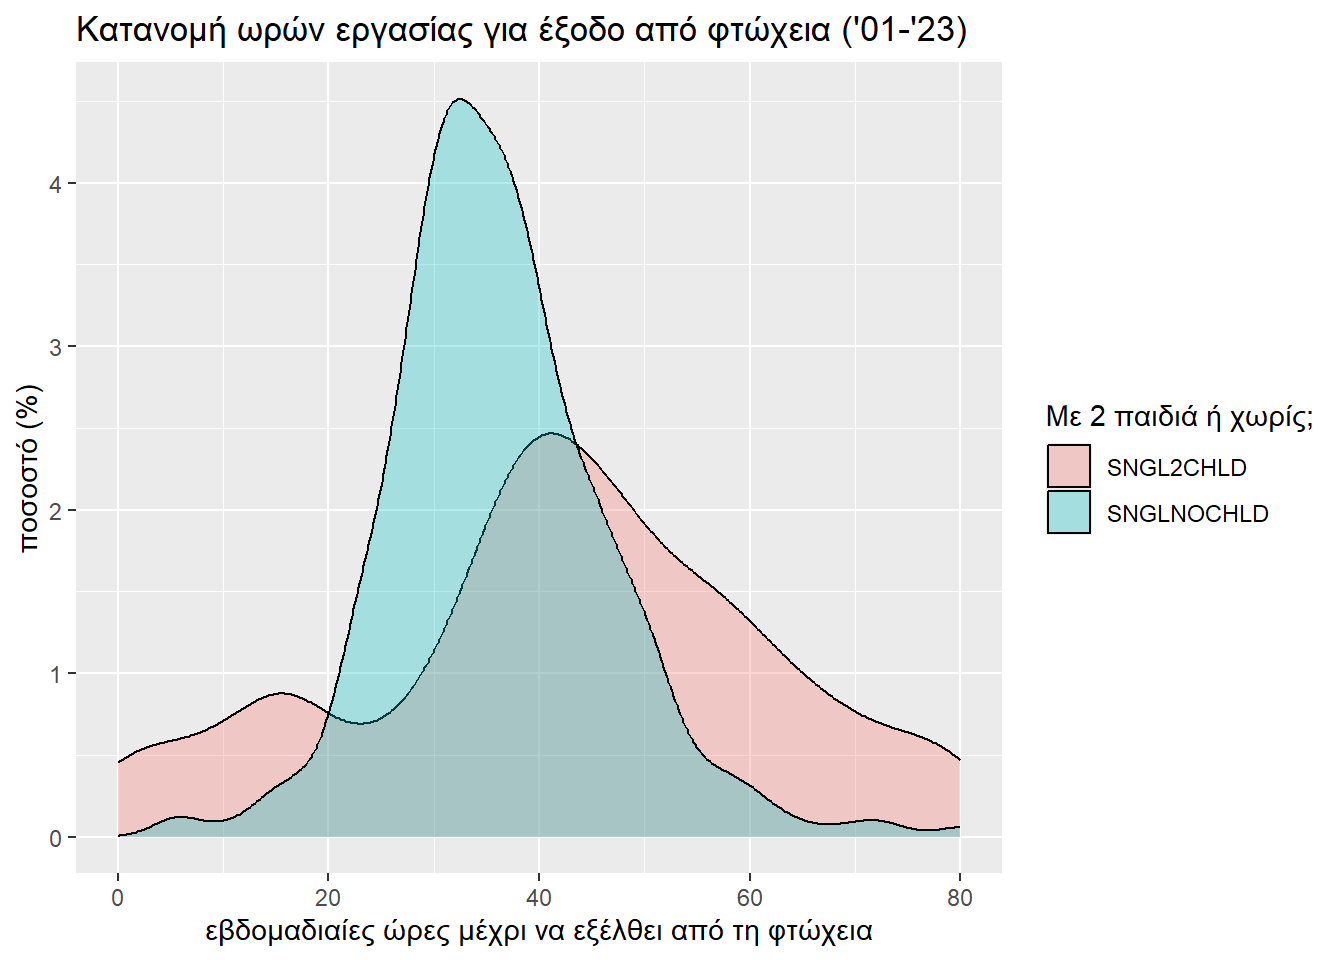 Κατανομή ωρών εργασίας για έξοδο από φτώχεια ('01-'23)
ποσοστό (%)
4
3
2
1
0
0 20 40 60 80
εβδομαδιαίες ώρες μέχρι να εξέλθει από τη φτώχεια
Με 2 παιδιά ή χωρίς;
SNGL2CHLD
SNGLNOCHLD